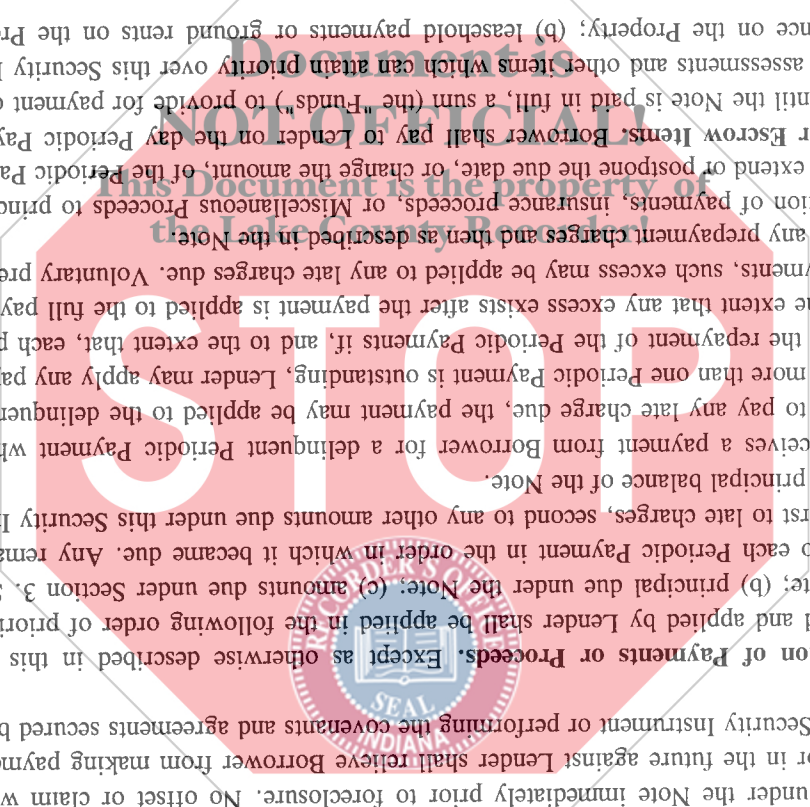 under the Note immediately prior to foreclosure. No offset or claim w
or in the future against Lender shall relieve Borrower from making payme
Security Instrument or performing the covenants and agreements secured b
on of Payments or Proceeds. Except as otherwise described in this
d and applied by Lender shall be applied in the following order of priori
te; (b) principal due under the Note; (c) amounts due under Section 3.
o each Periodic Payment in the order in which it became due. Any rema
rst to late charges, second to any other amounts due under this Security I
principal balance of the Note.
ceives a payment from Borrower for a delinquent Periodic Payment wh
to pay any late charge due, the payment may be applied to the delinquen
more than one Periodic Payment is outstanding, Lender may apply any pay
the repayment of the Periodic Payments if, and to the extent that, each p
he extent that any excess exists after the payment is applied to the full pay
yments, such excess may be applied to any late charges due. Voluntary pre
any prepayment charges and then as described in the Note.
tion of payments, insurance proceeds, or Miscellaneous Proceeds to princ
extend or postpone the due date, or change the amount, of the Periodic Pa
r Escrow Items. Borrower shall pay to Lender on the day Periodic Pay
ntil the Note is paid in full, a sum (the "Funds") to provide for payment o
assessments and other items which can attain priority over this Security I
nce on the Property; (b) leasehold payments or ground rents on the Pr
Document is
NOT OFFICIAL!
This Document is the property of
the Lake County Recorder!
STOP
RECORDER'S OFFICE
SEAL
INDIANA